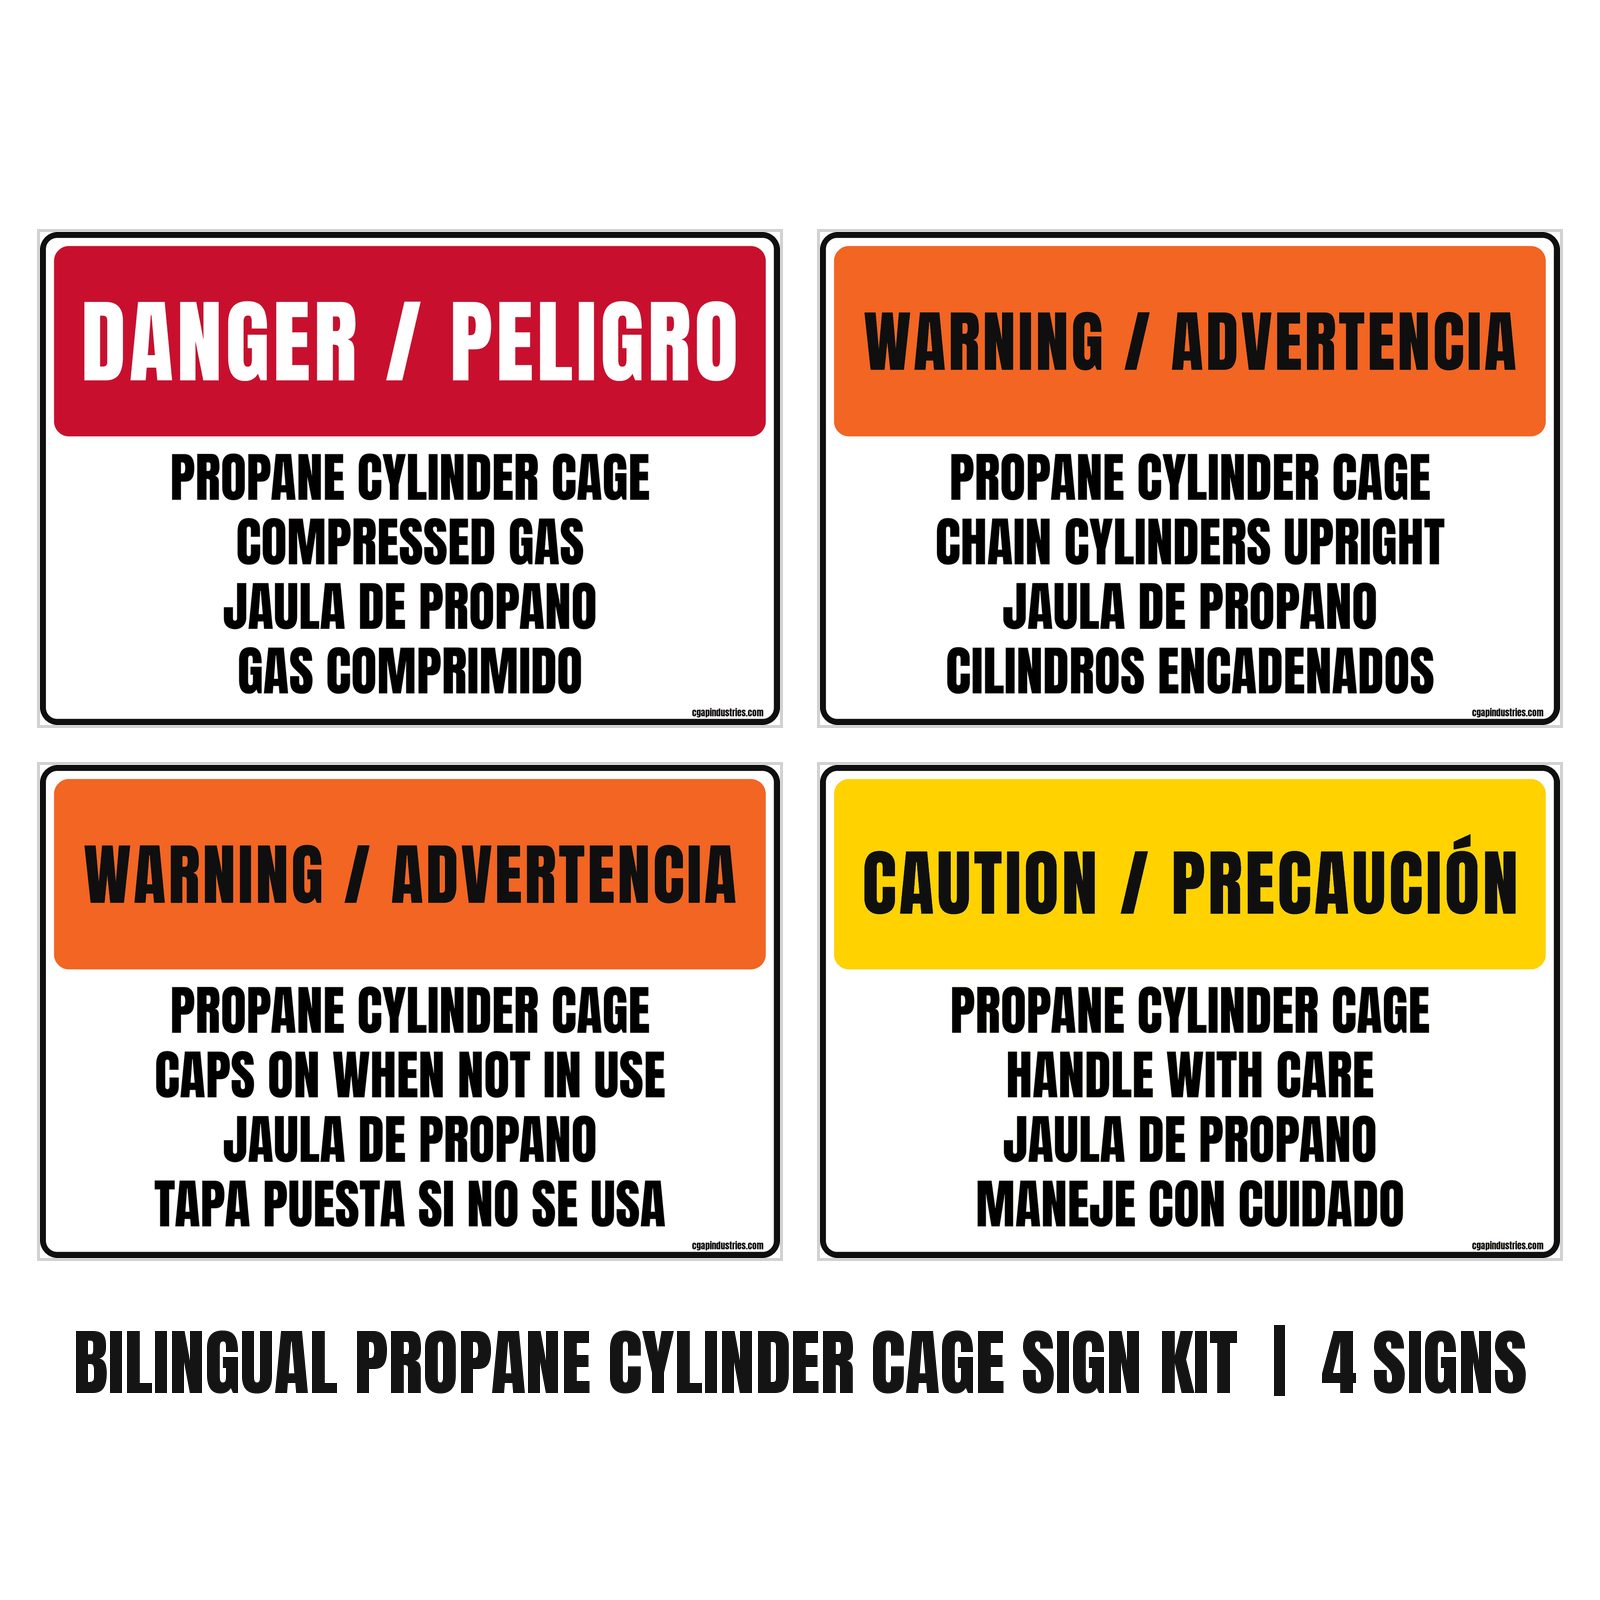 DANGER / PELIGRO
PROPANE CYLINDER CAGE
COMPRESSED GAS
JAULA DE PROPANO
GAS COMPRIMIDO
cgapindustries.com
WARNING / ADVERTENCIA
PROPANE CYLINDER CAGE
CHAIN CYLINDERS UPRIGHT
JAULA DE PROPANO
CILINDROS ENCADENADOS
cgapindustries.com
WARNING / ADVERTENCIA
PROPANE CYLINDER CAGE
CAPS ON WHEN NOT IN USE
JAULA DE PROPANO
TAPA PUESTA SI NO SE USA
cgapindustries.com
CAUTION / PRECAUCIÓN
PROPANE CYLINDER CAGE
HANDLE WITH CARE
JAULA DE PROPANO
MANEJE CON CUIDADO
cgapindustries.com
BILINGUAL PROPANE CYLINDER CAGE SIGN KIT | 4 SIGNS